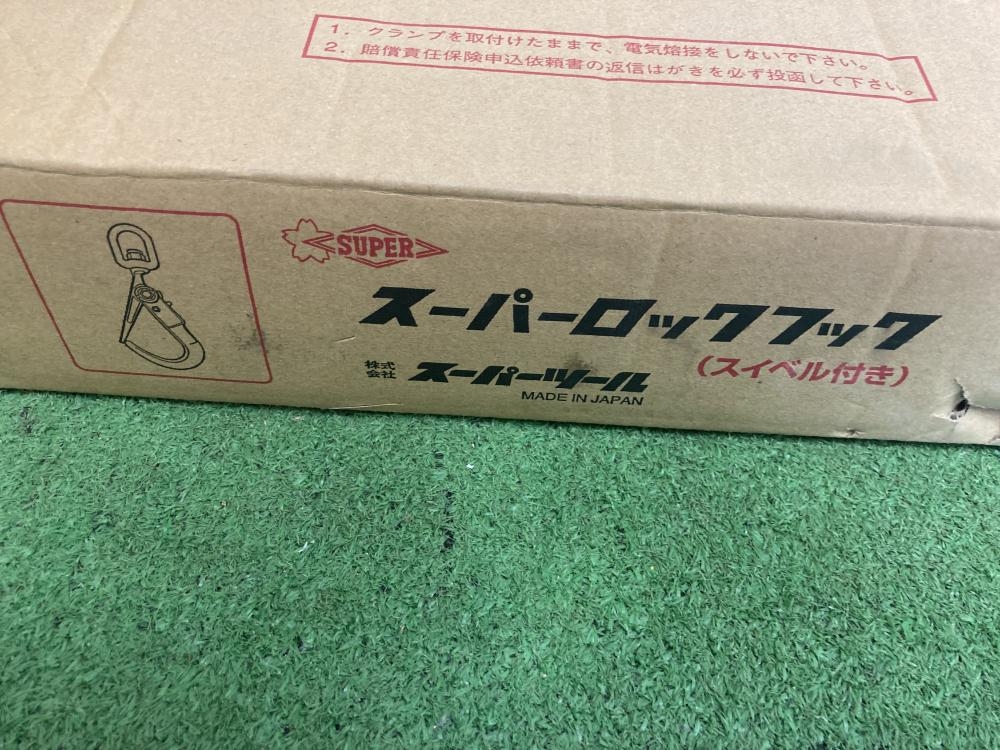 1. クランプを取付けたままで、電気熔接をしないで下さい。
2. 賠償責任保険申込依頼書の返信はがきを必ず投函して下さい。
SUPER
スーパーロックフック
(スイベル付き)
株式会社 スーパーツール
MADE IN JAPAN